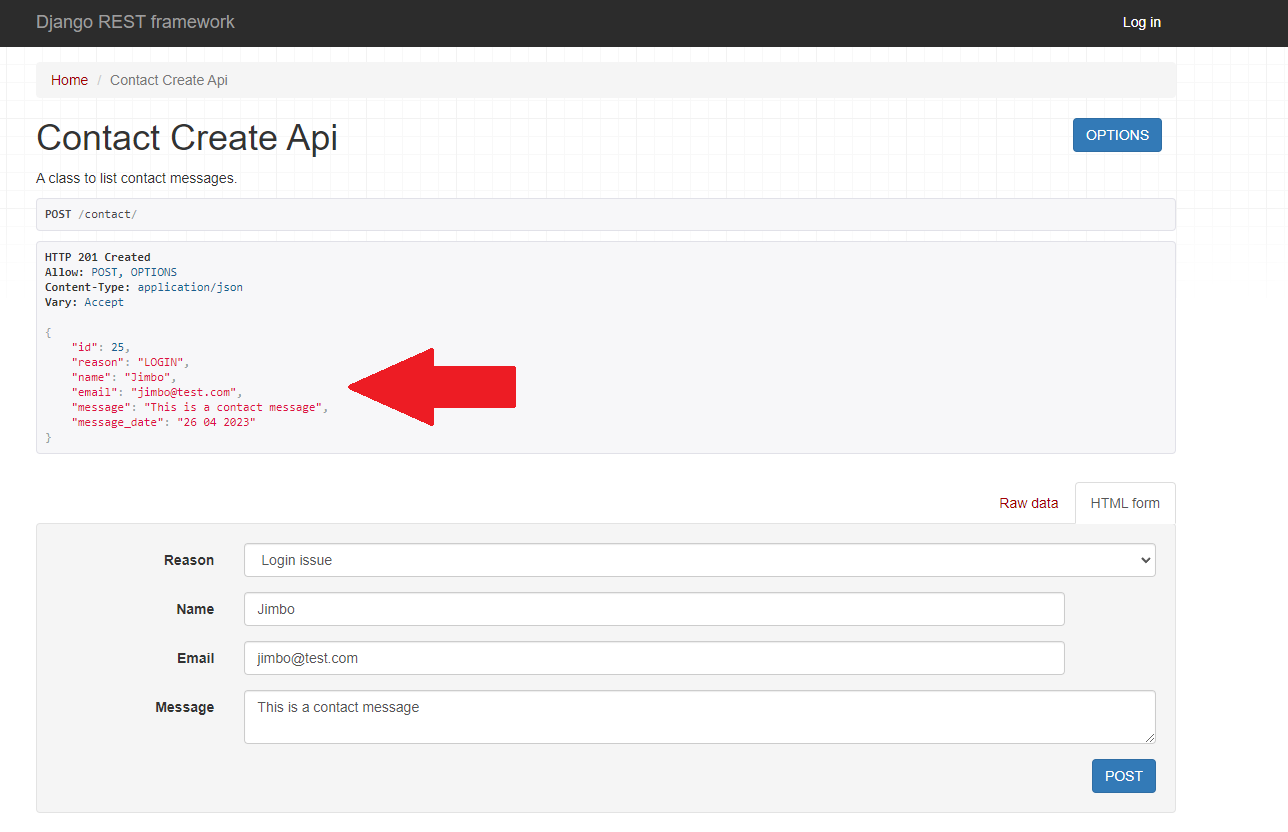 Django REST framework Log in
Home / Contact Create Api
Contact Create Api OPTIONS
A class to list contact messages.
POST /contact/
HTTP 201 Created
Allow: POST, OPTIONS
Content-Type: application/json
Vary: Accept
{
    "id": 25,
    "reason": "LOGIN",
    "name": "Jimbo",
    "email": "jimbo@test.com",
    "message": "This is a contact message",
    "message_date": "26 04 2023"
}
Raw data HTML form
Reason Login issue
Name Jimbo
Email jimbo@test.com
Message This is a contact message
POST